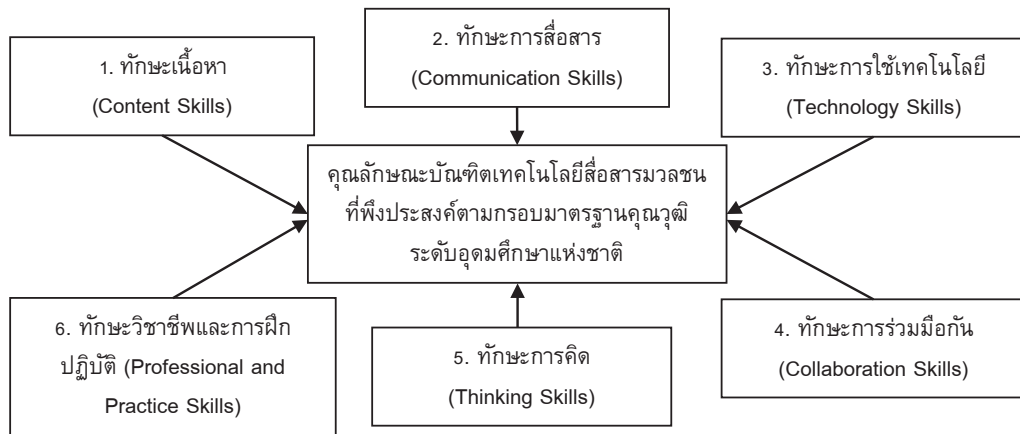 1. ทักษะเนื้อหา
(Content Skills)
2. ทักษะการสื่อสาร
(Communication Skills)
3. ทักษะการใช้เทคโนโลยี
(Technology Skills)
คุณลักษณะบัณฑิตเทคโนโลยีสื่อสารมวลชน
ที่พึงประสงค์ตามกรอบมาตรฐานคุณวุฒิ
ระดับอุดมศึกษาแห่งชาติ
6. ทักษะวิชาชีพและการฝึก
ปฏิบัติ (Professional and
Practice Skills)
5. ทักษะการคิด
(Thinking Skills)
4. ทักษะการร่วมมือกัน
(Collaboration Skills)